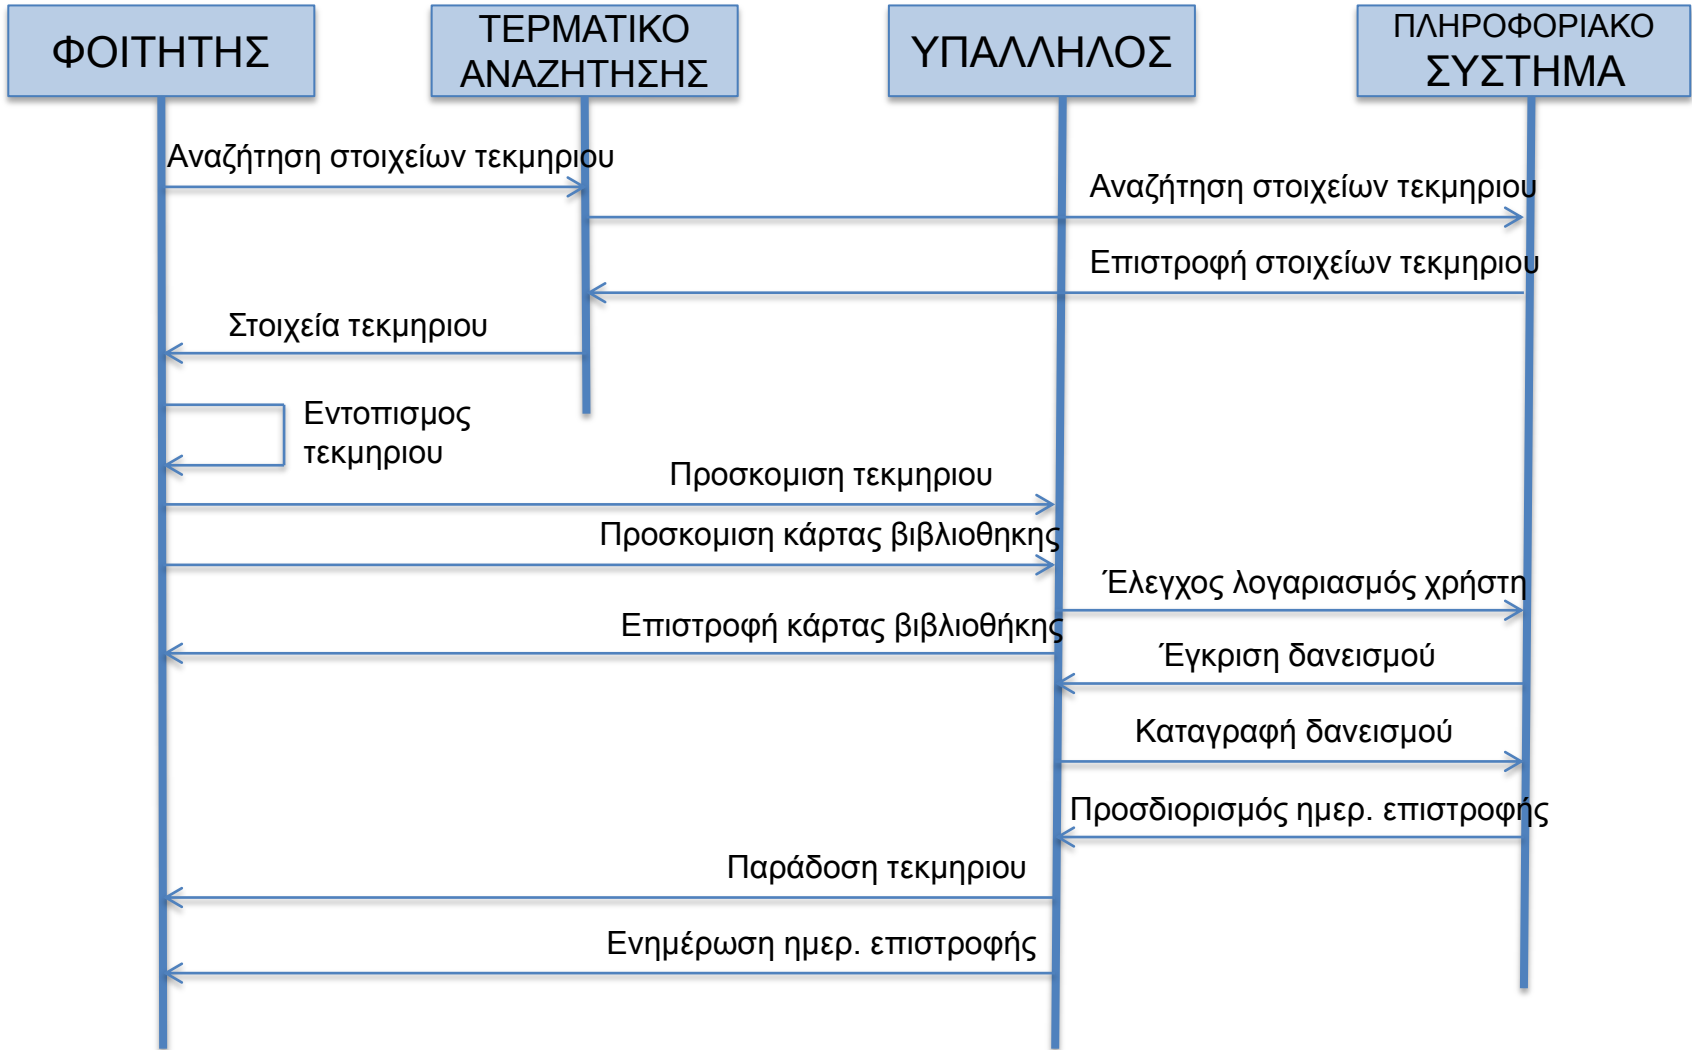 ΦΟΙΤΗΤΗΣ
ΤΕΡΜΑΤΙΚΟ
ΑΝΑΖΗΤΗΣΗΣ
ΥΠΑΛΛΗΛΟΣ
ΠΛΗΡΟΦΟΡΙΑΚΟ
ΣΥΣΤΗΜΑ
Αναζήτηση στοιχείων τεκμηριου
Αναζήτηση στοιχείων τεκμηριου
Επιστροφή στοιχείων τεκμηριου
Στοιχεία τεκμηριου
Εντοπισμος
τεκμηριου
Προσκομιση τεκμηριου
Προσκομιση κάρτας βιβλιοθηκης
Έλεγχος λογαριασμός χρήστη
Επιστροφή κάρτας βιβλιοθήκης
Έγκριση δανεισμού
Καταγραφή δανεισμού
Προσδιορισμός ημερ. επιστροφής
Παράδοση τεκμηριου
Ενημέρωση ημερ. επιστροφής